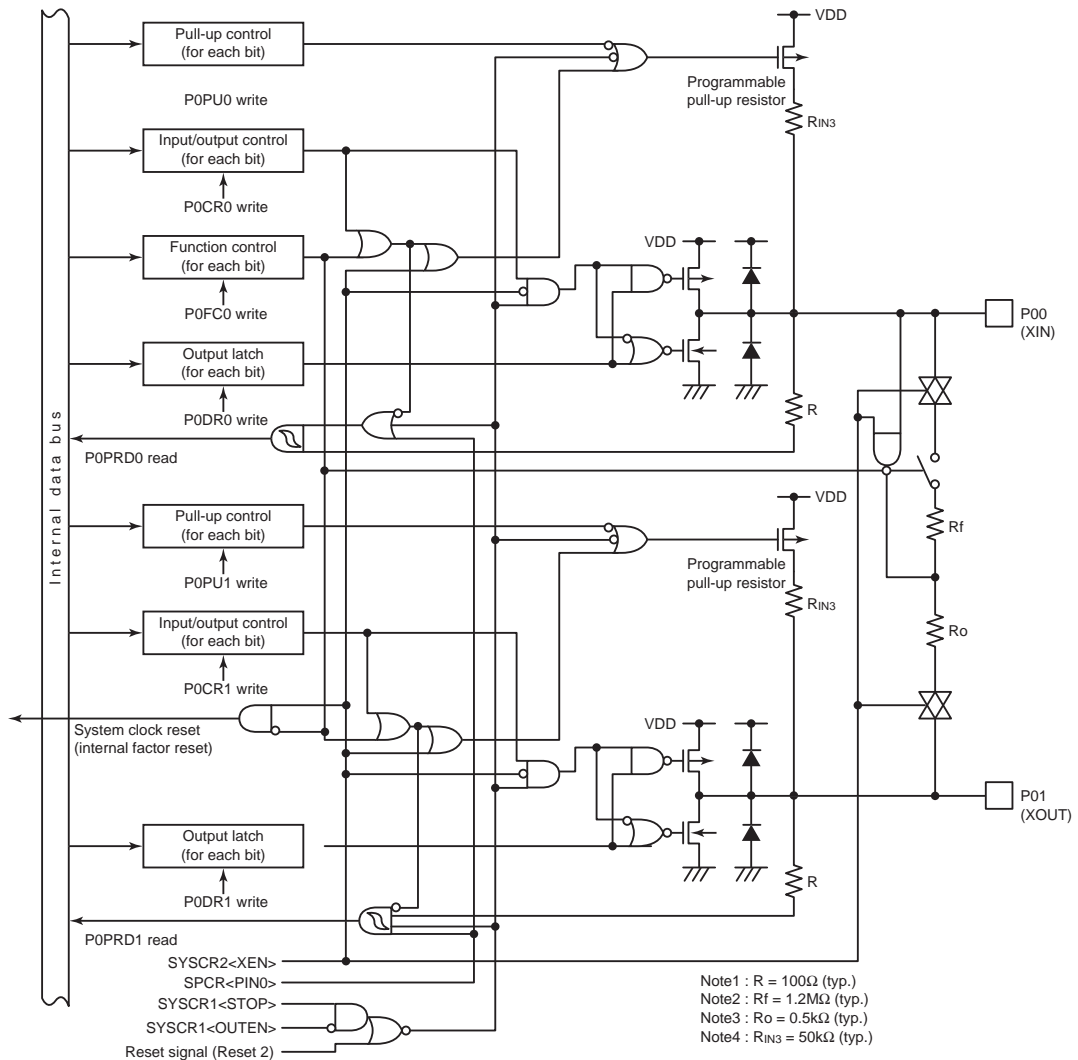 VDD
Pull-up control
(for each bit)
Programmable
pull-up resistor
P0PU0 write
RIN3
Input/output control
(for each bit)
P0CR0 write
Function control
(for each bit)
VDD
P0FC0 write
P00
(XIN)
Output latch
(for each bit)
P0DR0 write
R
P0PRD0 read
Internal data bus
VDD
Pull-up control
(for each bit)
Rf
Programmable
pull-up resistor
P0PU1 write
RIN3
Input/output control
(for each bit)
Ro
P0CR1 write
System clock reset
(internal factor reset)
VDD
P01
(XOUT)
Output latch
(for each bit)
R
P0DR1 write
P0PRD1 read
SYSCR2<XEN>
SPCR<PIN0>
SYSCR1<STOP>
SYSCR1<OUTEN>
Reset signal (Reset 2)
Note1 : R = 100Ω (typ.)
Note2 : Rf = 1.2MΩ (typ.)
Note3 : Ro = 0.5kΩ (typ.)
Note4 : RIN3 = 50kΩ (typ.)